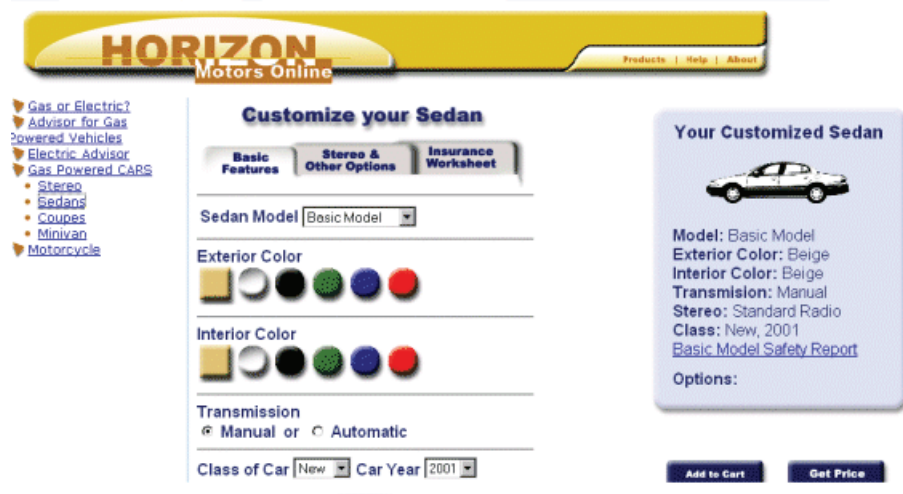 HORIZON
Motors Online
Products | Help | About
Gas or Electric?
Advisor for Gas
Powered Vehicles
Electric Advisor
Gas Powered CARS
Stereo
Sedans
Coupes
Minivan
Motorcycle
Customize your Sedan
Basic Features
Stereo & Other Options
Insurance Worksheet
Sedan Model Basic Model
Exterior Color
Interior Color
Transmission
Manual or Automatic
Class of Car New Car Year 2001
Your Customized Sedan
Model: Basic Model
Exterior Color: Beige
Interior Color: Beige
Transmision: Manual
Stereo: Standard Radio
Class: New, 2001
Basic Model Safety Report
Options:
Add to Cart
Get Price